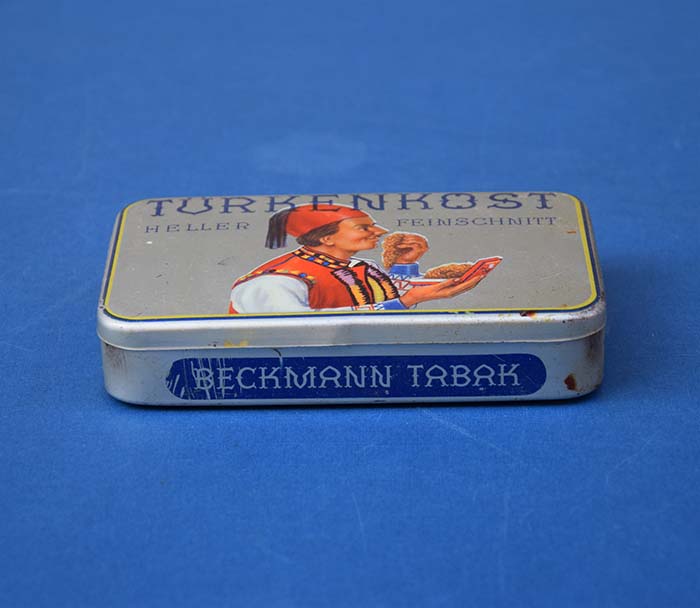 TÜRKENKOST
HELLER FEINSCHNITT
BECKMANN TABAK